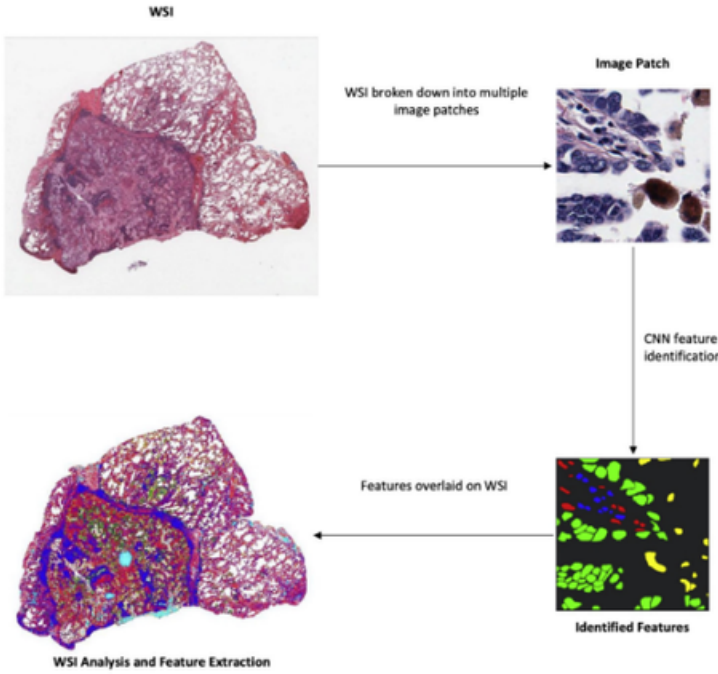 WSI
Image Patch
WSI broken down into multiple
image patches
CNN feature
identification
Features overlaid on WSI
Identified Features
WSI Analysis and Feature Extraction